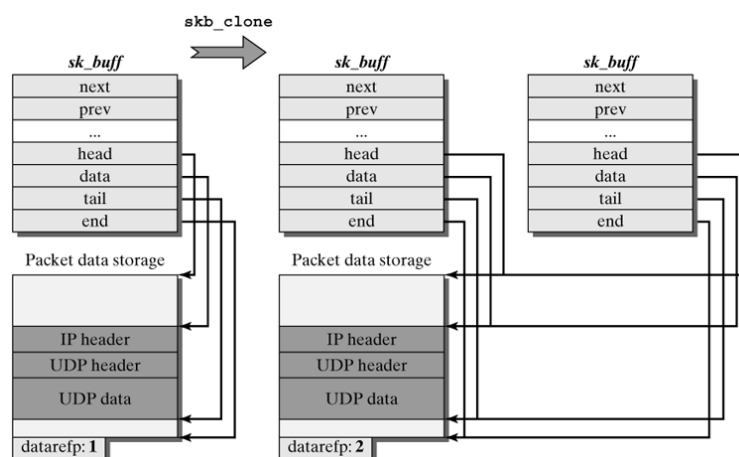 skb_clone
sk_buff
next
prev
...
head
data
tail
end
Packet data storage
IP header
UDP header
UDP data
datarefp: 1
sk_buff
next
prev
...
head
data
tail
end
Packet data storage
IP header
UDP header
UDP data
datarefp: 2
sk_buff
next
prev
...
head
data
tail
end